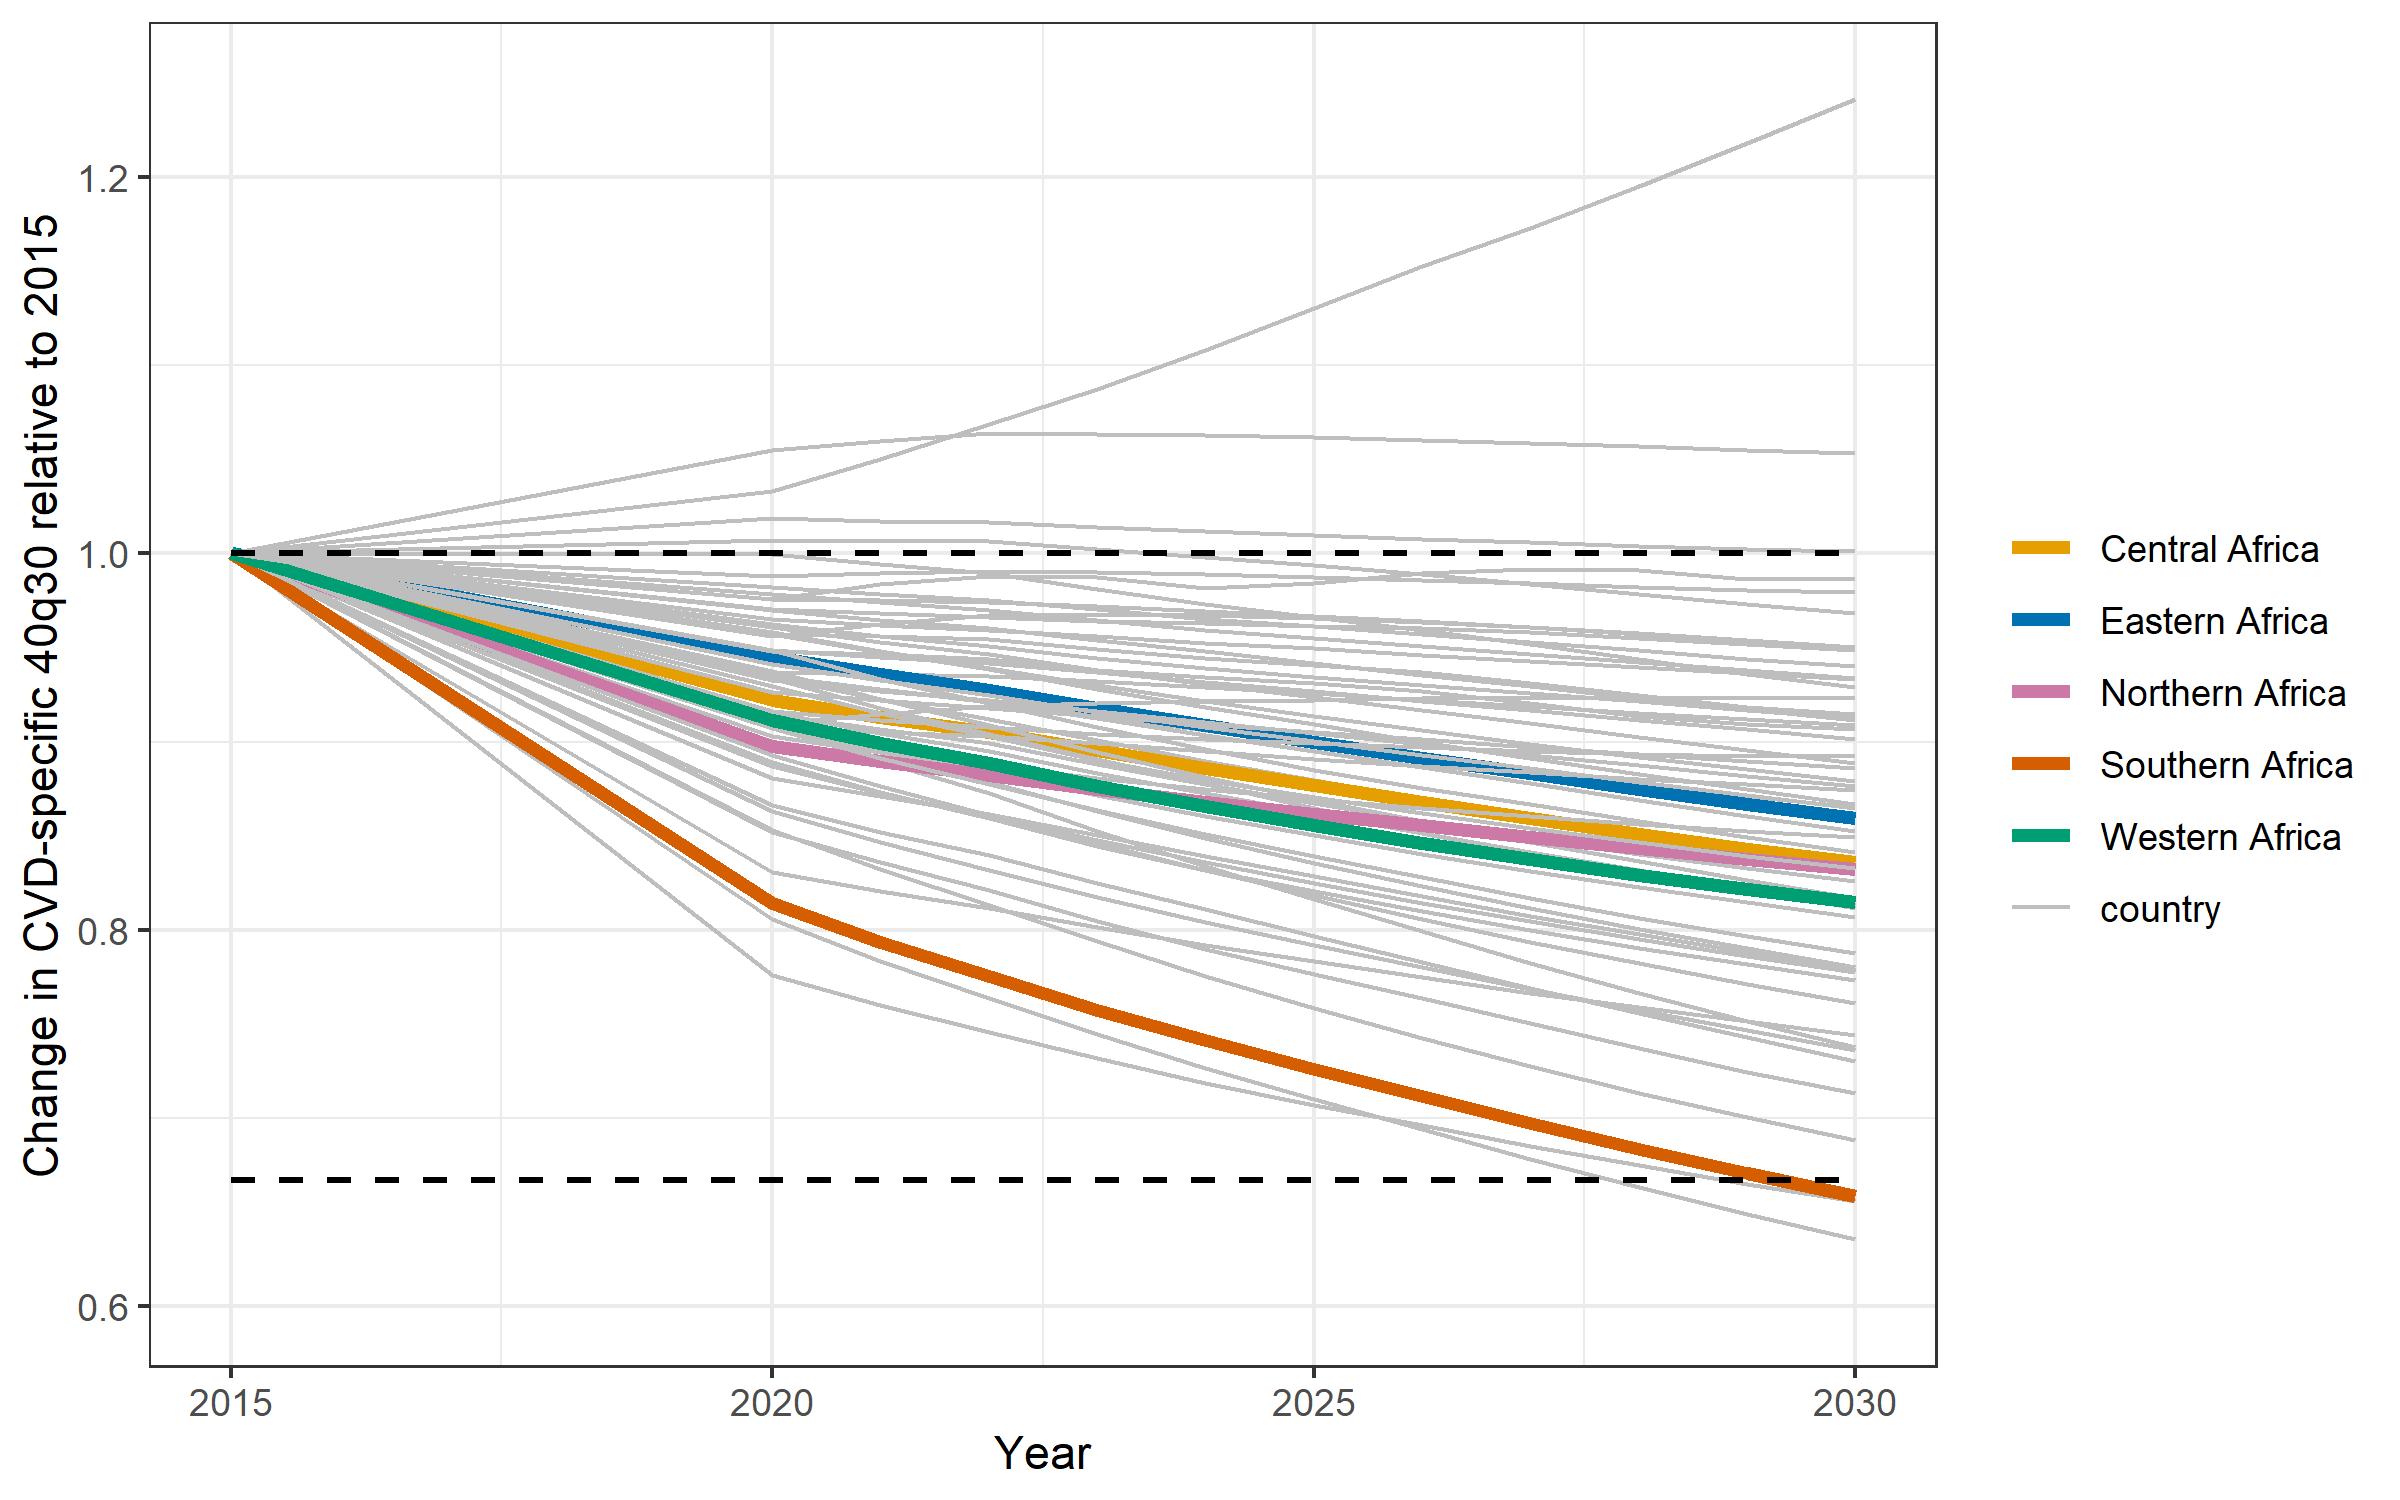 Change in CVD-specific 40q30 relative to 2015
1.2
1.0
0.8
0.6
2015
2020
2025
2030
Year
Central Africa
Eastern Africa
Northern Africa
Southern Africa
Western Africa
country